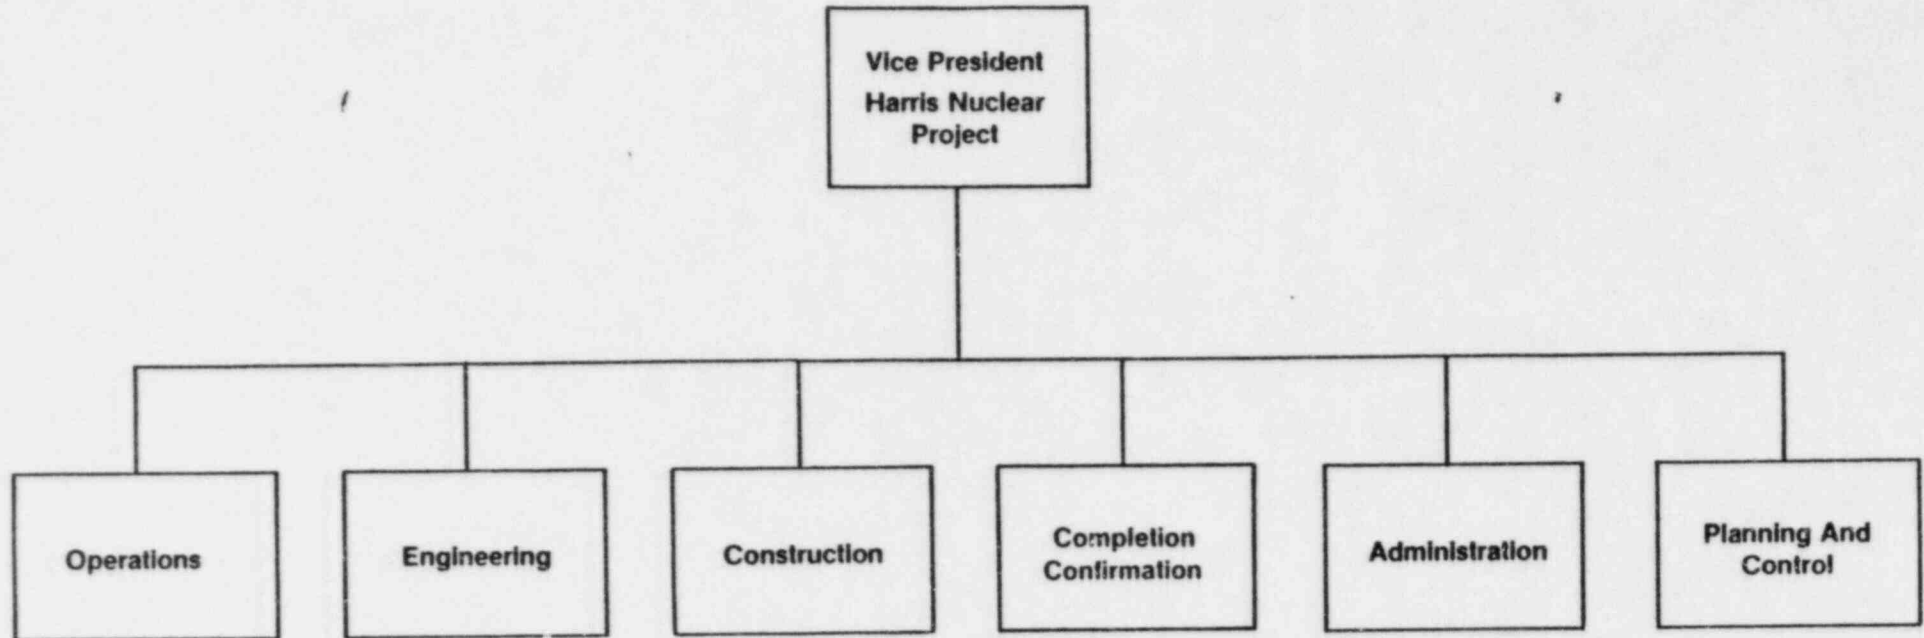 Vice President
Harris Nuclear
Project
Operations
Engineering
Construction
Completion
Confirmation
Administration
Planning And
Control